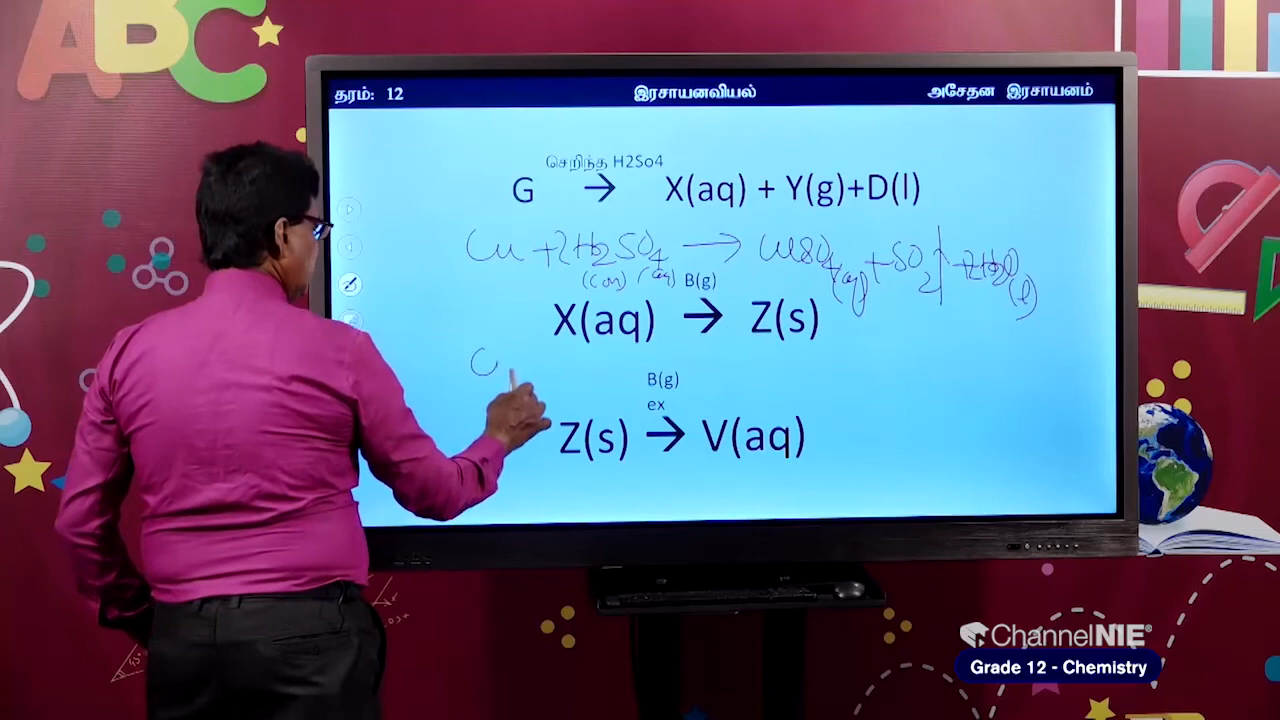 ABC
தரம்: 12 இரசாயனவியல் அசேதன இரசாயனம்
செறிந்த H2So4
G → X(aq) + Y(g)+D(l)
Cu + 2H2SO4 → CuSO4 + SO2↑ + 2H2O
(con) (aq) (aq) (l)
B(g)
X(aq) → Z(s)
C
B(g)
ex
Z(s) → V(aq)
ChannelNIE®
Grade 12 - Chemistry